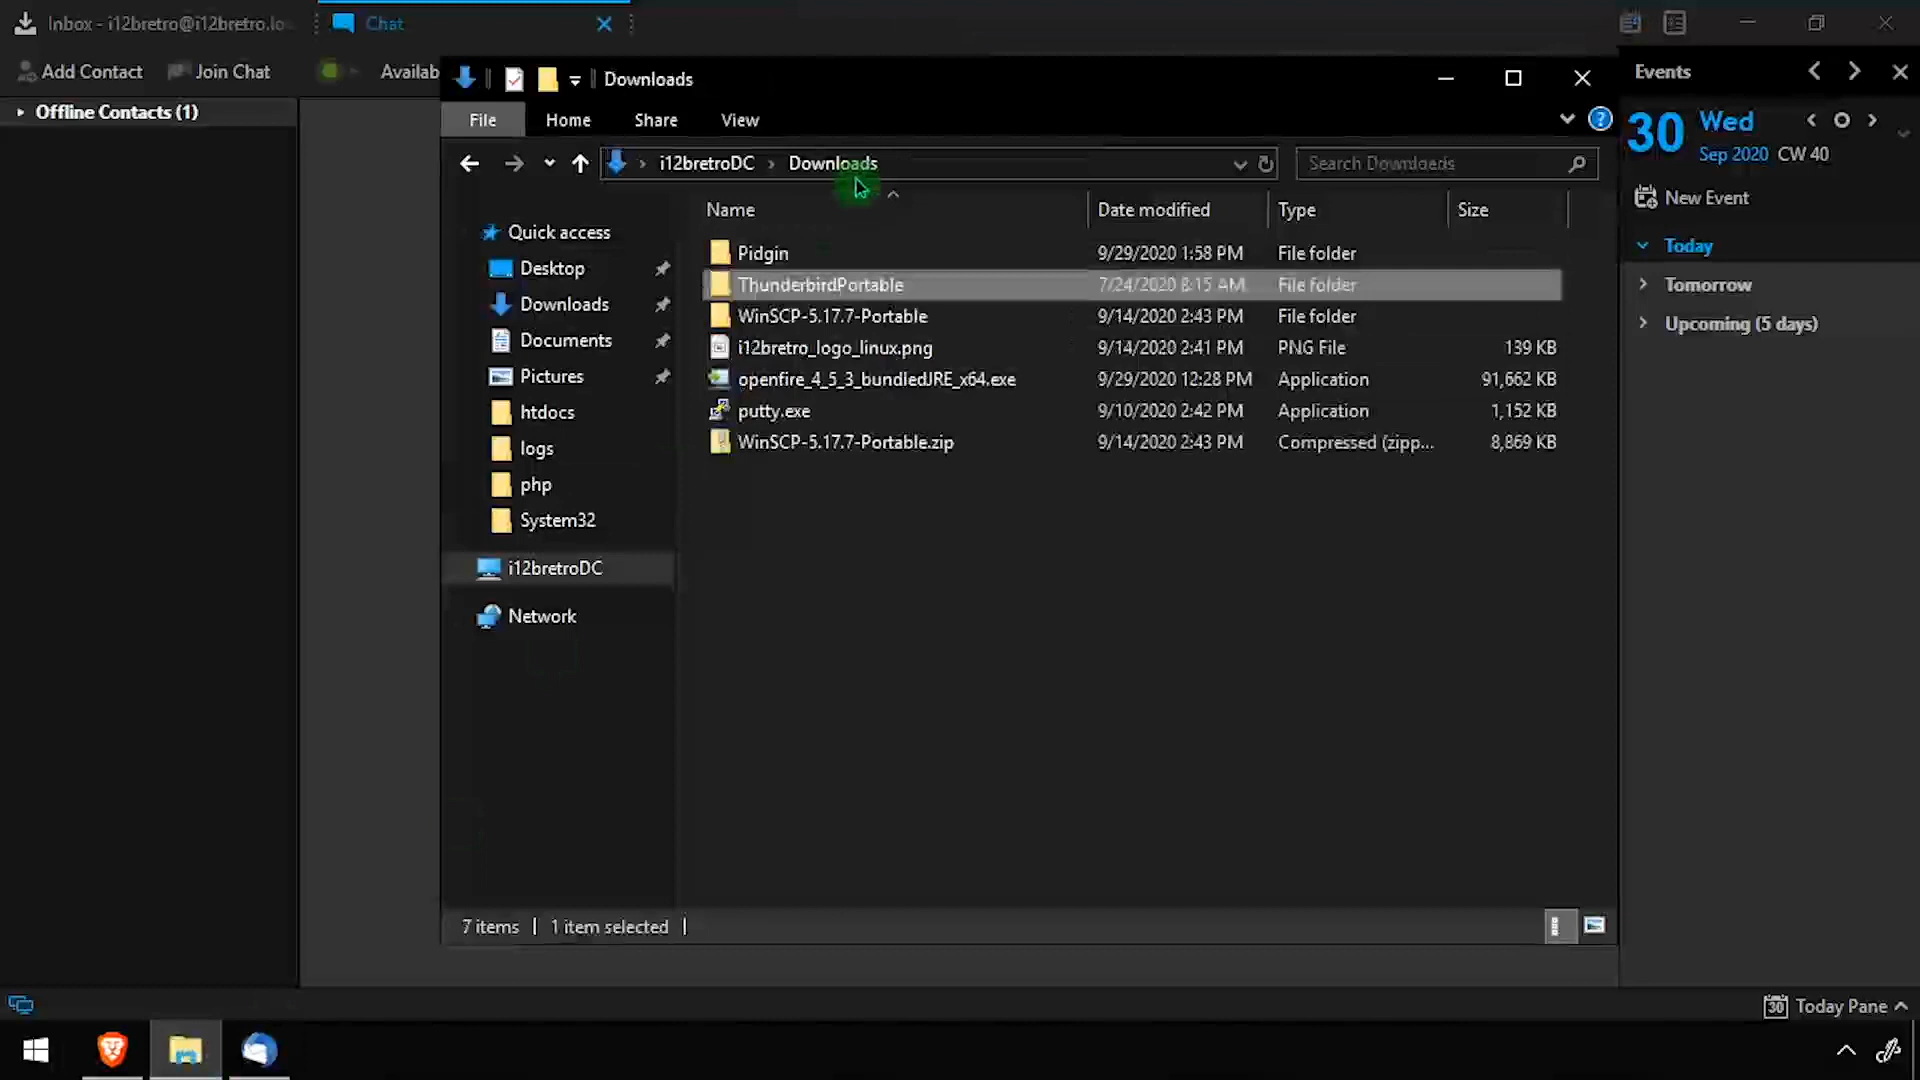 Inbox - i12bretro@i12bretro.lo
Chat
Add Contact
Join Chat
Availab
Offline Contacts (1)
Downloads
File
Home
Share
View
i12bretroDC
Downloads
Search Downloads
Name
Date modified
Type
Size
Quick access
Desktop
Downloads
Documents
Pictures
htdocs
logs
php
System32
i12bretroDC
Network
Pidgin 9/29/2020 1:58 PM File folder
ThunderbirdPortable 7/24/2020 8:15 AM File folder
WinSCP-5.17.7-Portable 9/14/2020 2:43 PM File folder
i12bretro_logo_linux.png 9/14/2020 2:41 PM PNG File 139 KB
openfire_4_5_3_bundledJRE_x64.exe 9/29/2020 12:28 PM Application 91,662 KB
putty.exe 9/10/2020 2:42 PM Application 1,152 KB
WinSCP-5.17.7-Portable.zip 9/14/2020 2:43 PM Compressed (zipp... 8,869 KB
7 items
1 item selected
Events
30
Wed
Sep 2020 CW 40
New Event
Today
Tomorrow
Upcoming (5 days)
30
Today Pane